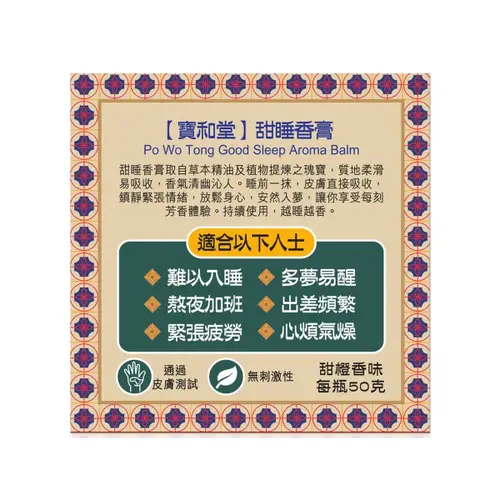 【寶和堂】甜睡香膏
Po Wo Tong Good Sleep Aroma Balm
甜睡香膏取自草本精油及植物提煉之瑰寶，質地柔滑
易吸收，香氣清幽沁人。睡前一抹，皮膚直接吸收，
鎮靜緊張情緒，放鬆身心，安然入夢，讓你享受每刻
芳香體驗。持續使用，越睡越香。
適合以下人士
難以入睡 多夢易醒
熬夜加班 出差頻繁
緊張疲勞 心煩氣燥
通過
皮膚測試
無刺激性
甜橙香味
每瓶50克